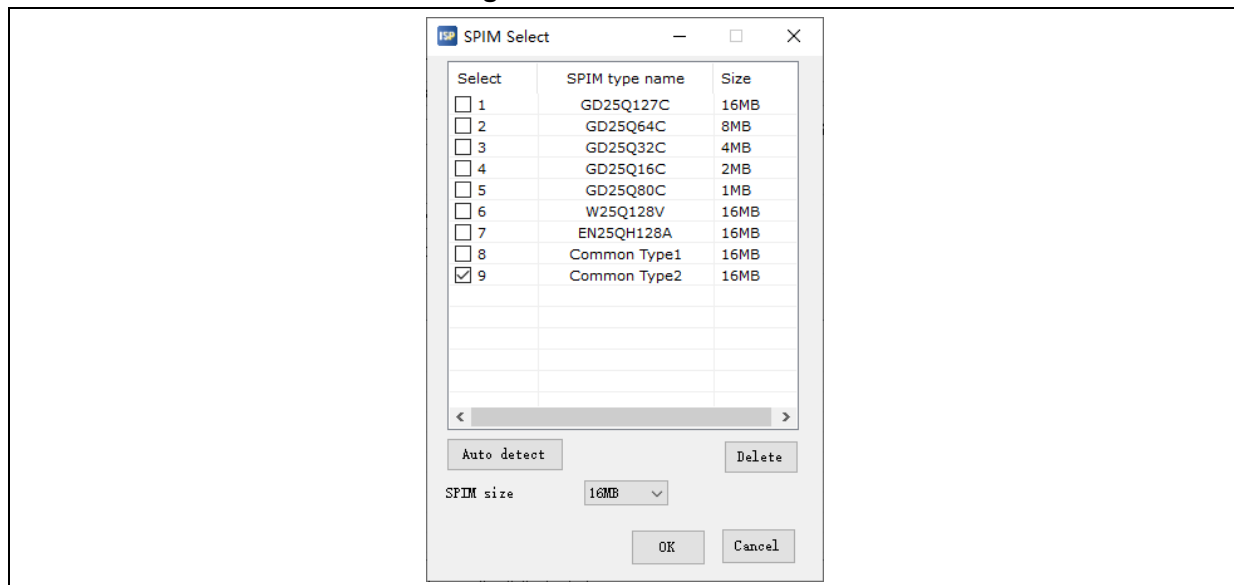 ISP SPIM Select
Select SPIM type name Size
1 GD25Q127C 16MB
2 GD25Q64C 8MB
3 GD25Q32C 4MB
4 GD25Q16C 2MB
5 GD25Q80C 1MB
6 W25Q128V 16MB
7 EN25QH128A 16MB
8 Common Type1 16MB
9 Common Type2 16MB
Auto detect Delete
SPIM size 16MB
OK Cancel